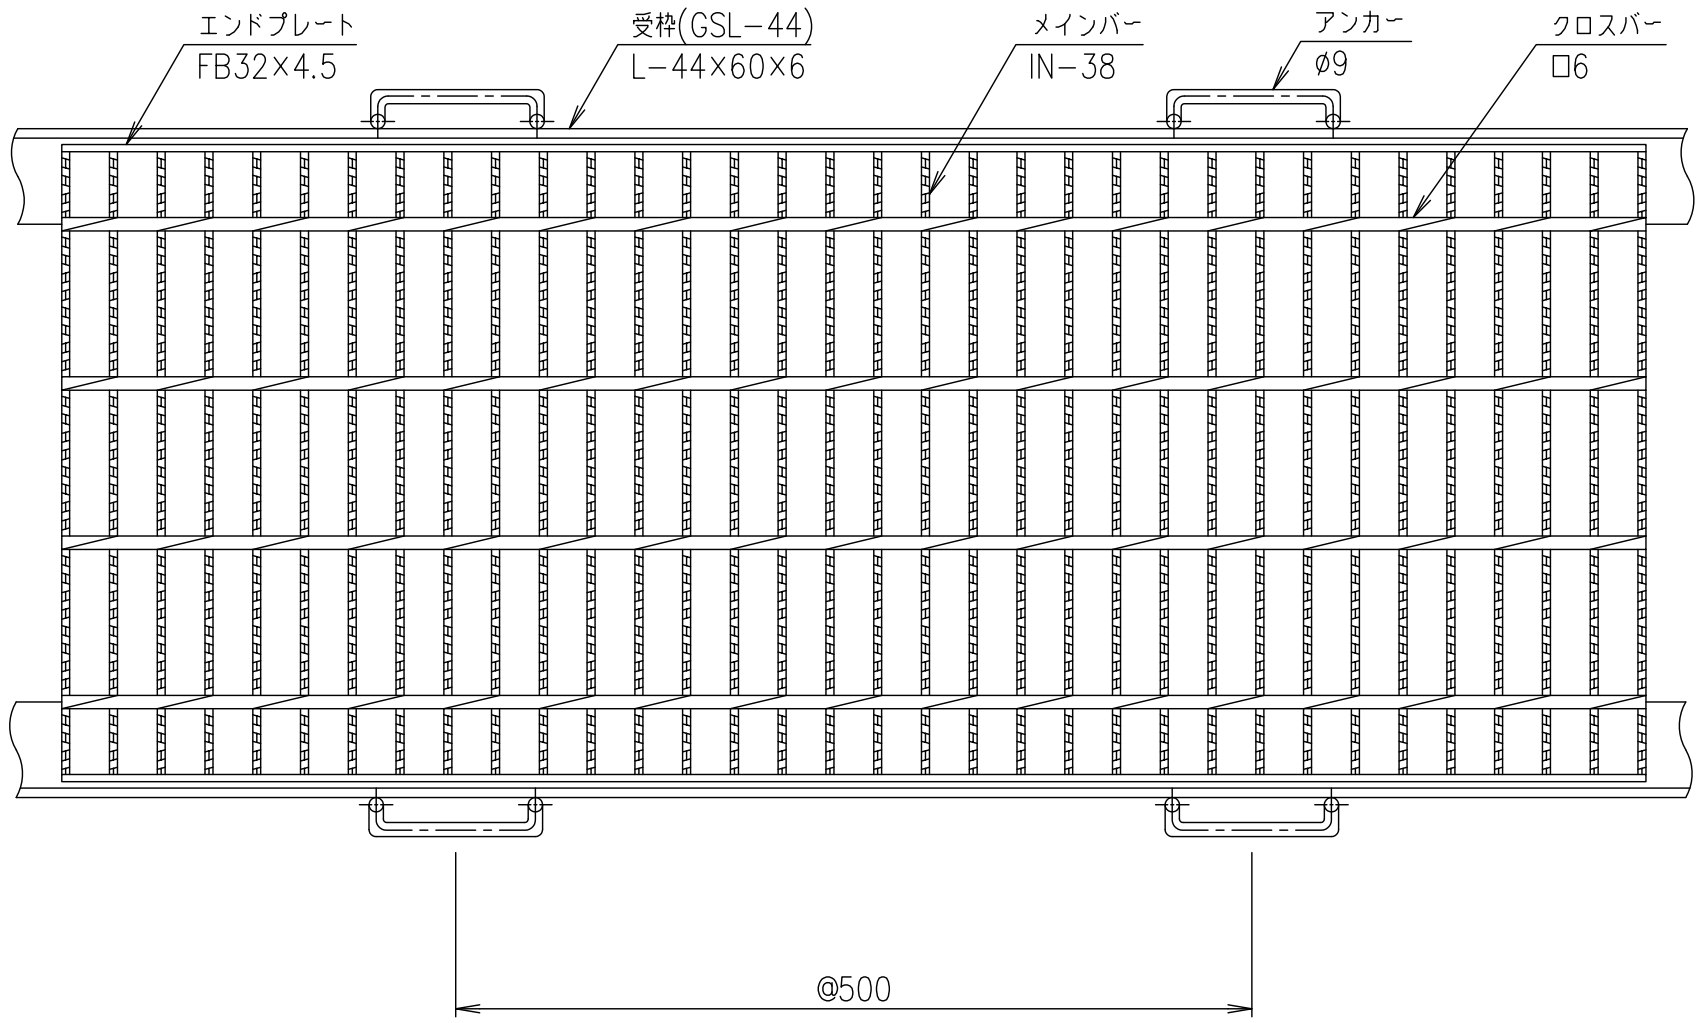 エンドプレート
FB32×4.5
受枠(GSL-44)
L-44×60×6
メインバー
IN-38
アンカー
φ9
クロスバー
□6
@500